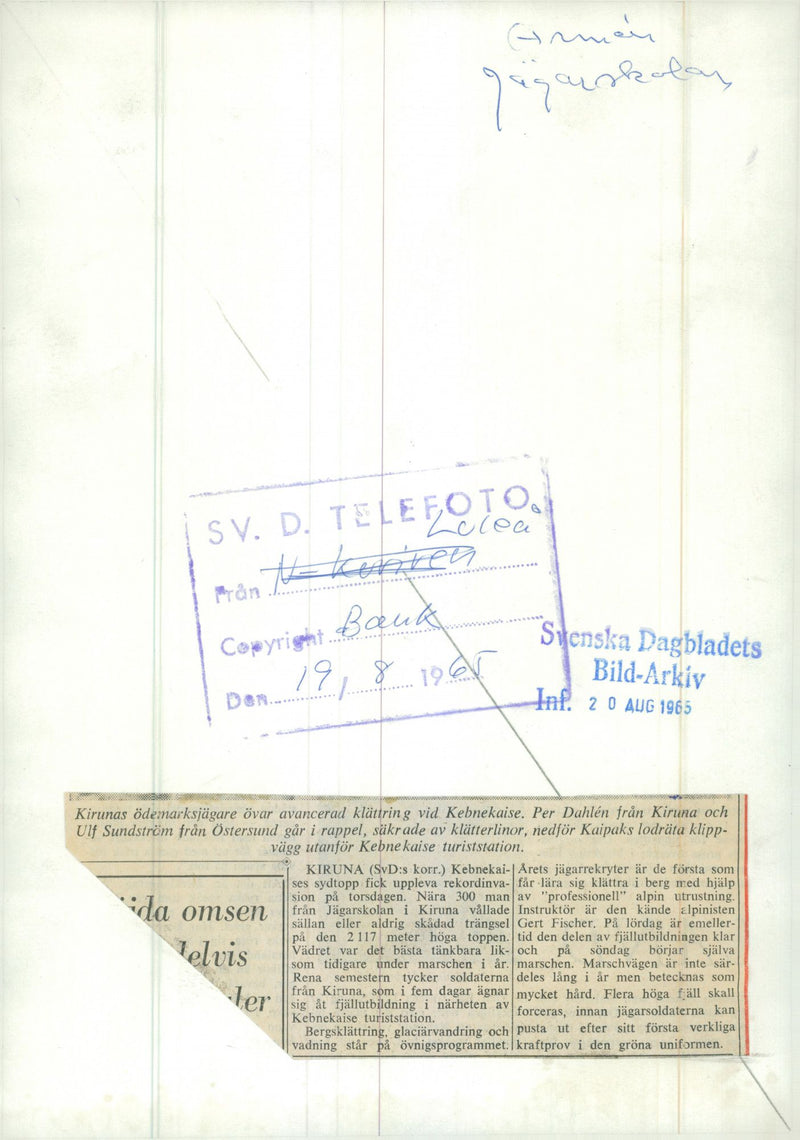 Armén
Jägarskolan
SV. D. TELEFOTO
Luleå
Från N-Kuriren
Copyright Bank
Den 19/8 1965
Svenska Dagbladets
Bild-Arkiv
Inf. 20 AUG 1965
Kirunas ödemarksjägare övar avancerad klättring vid Kebnekaise. Per Dahlén från Kiruna och
Ulf Sundström från Östersund går i rappel, säkrade av klätterlinor, nedför Kaipaks lodräta klipp-
vägg utanför Kebnekaise turiststation.
da omsen
elvis
ter
KIRUNA (SvD:s korr.) Kebnekai-
ses sydtopp fick uppleva rekordinva-
sion på torsdagen. Nära 300 man
från Jägarskolan i Kiruna vållade
sällan eller aldrig skådad trängsel
på den 2 117 meter höga toppen.
Vädret var det bästa tänkbara lik-
som tidigare under marschen i år.
Rena semestern tycker soldaterna
från Kiruna, som i fem dagar ägnar
sig åt fjällutbildning i närheten av
Kebnekaise turiststation.
Bergsklättring, glaciärvandring och
vadning står på övnigsprogrammet.
Årets jägarrekryter är de första som
får lära sig klättra i berg med hjälp
av "professionell" alpin utrustning.
Instruktör är den kände alpinisten
Gert Fischer. På lördag är emeller-
tid den delen av fjällutbildningen klar
och på söndag börjar själva
marschen. Marschvägen är inte sär-
deles lång i år men betecknas som
mycket hård. Flera höga fjäll skall
forceras, innan jägarsoldaterna kan
pusta ut efter sitt första verkliga
kraftprov i den gröna uniformen.